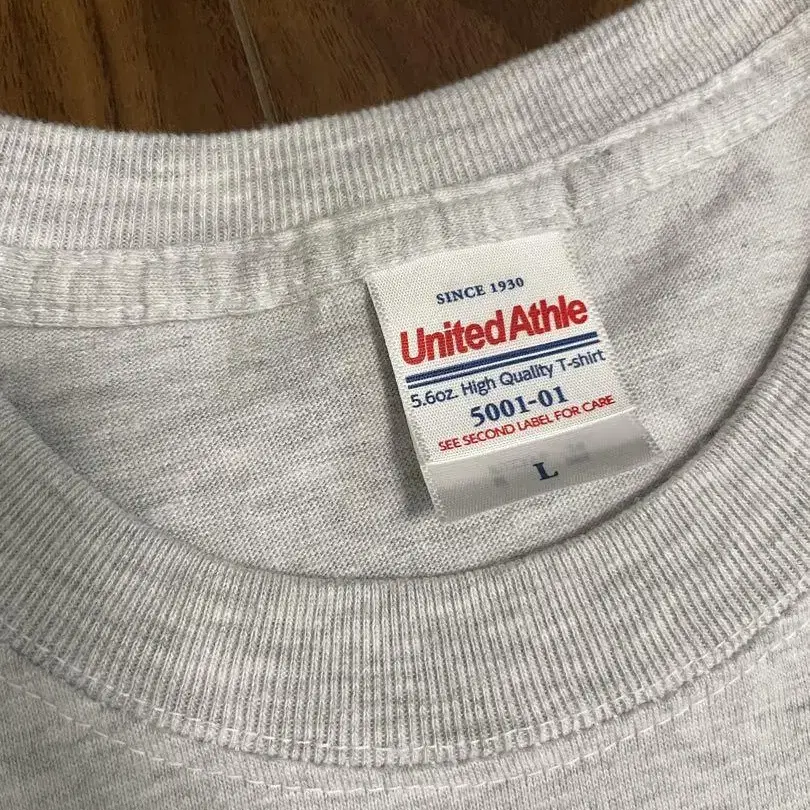 SINCE 1930
United Athle
5.6oz. High Quality T-shirt
5001-01
SEE SECOND LABEL FOR CARE
L